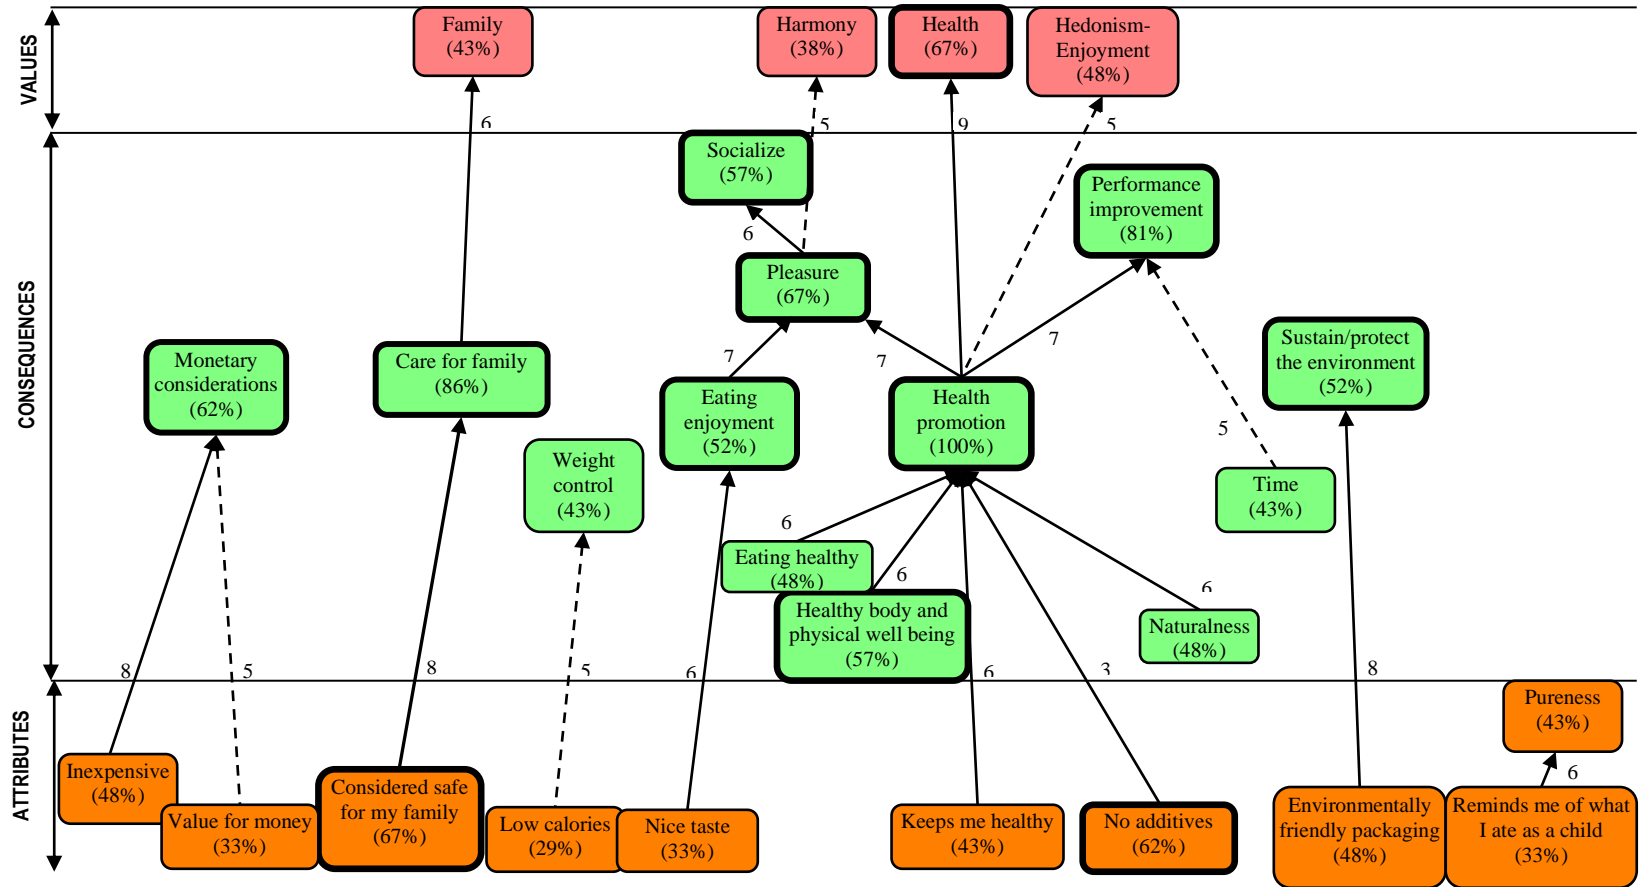 VALUES
Family
(43%)
Harmony
(38%)
Health
(67%)
Hedonism-
Enjoyment
(48%)
6
5
9
5
CONSEQUENCES
Socialize
(57%)
Performance
improvement
(81%)
6
Pleasure
(67%)
Monetary
considerations
(62%)
Care for family
(86%)
7
7
7
Sustain/protect
the environment
(52%)
Eating
enjoyment
(52%)
Health
promotion
(100%)
Weight
control
(43%)
5
Time
(43%)
6
Eating healthy
(48%)
6
6
Healthy body and
physical well being
(57%)
Naturalness
(48%)
8
5
8
5
6
6
3
8
ATTRIBUTES
Pureness
(43%)
6
Inexpensive
(48%)
Value for money
(33%)
Considered safe
for my family
(67%)
Low calories
(29%)
Nice taste
(33%)
Keeps me healthy
(43%)
No additives
(62%)
Environmentally
friendly packaging
(48%)
Reminds me of what
I ate as a child
(33%)